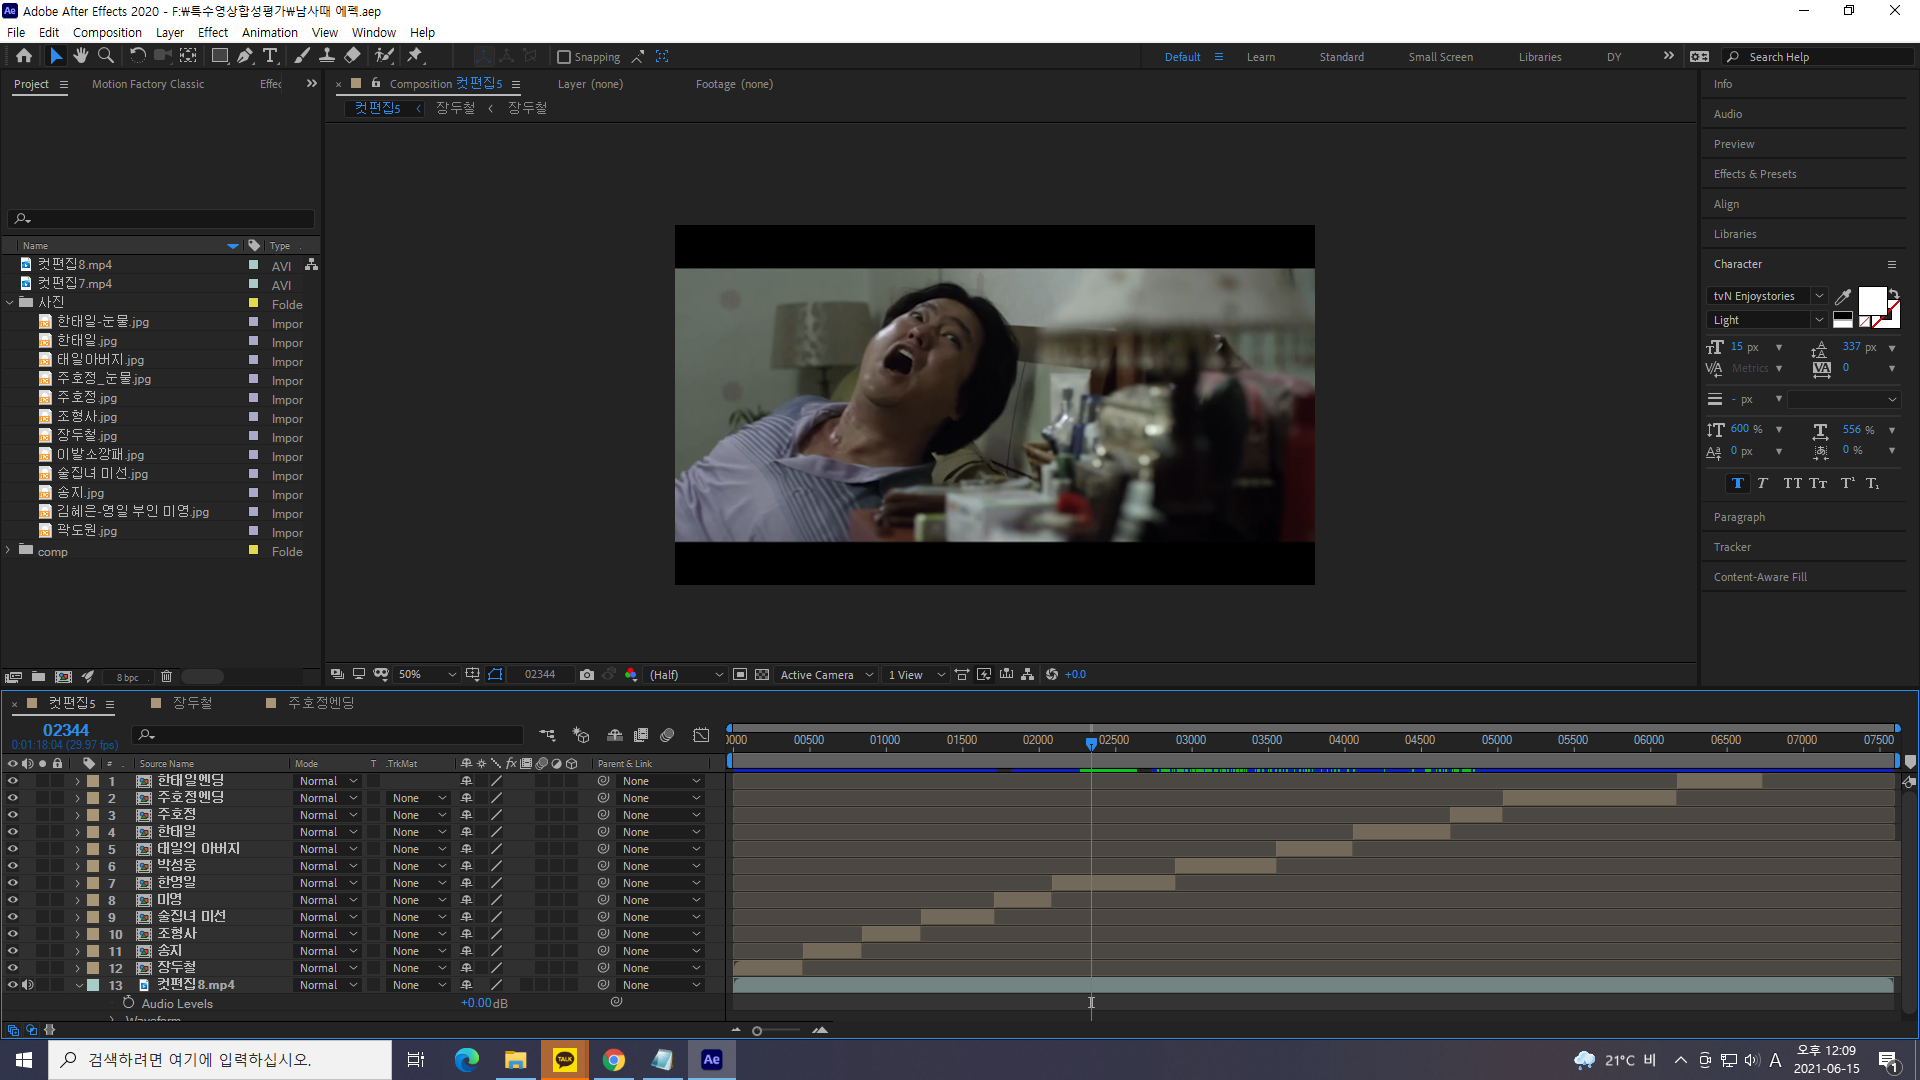 Ae Adobe After Effects 2020 - F:₩특수영상합성평가₩남사때 에펙.aep
File Edit Composition Layer Effect Animation View Window Help
Snapping
Default Learn Standard Small Screen Libraries DY Search Help
Project Motion Factory Classic Effec
Composition 컷편집5 Layer (none) Footage (none)
컷편집5 장두철 장두철
Name Type
컷편집8.mp4 AVI
컷편집7.mp4 AVI
사진 Folde
한태일-눈물.jpg Impor
한태일.jpg Impor
태일아버지.jpg Impor
주호정_눈물.jpg Impor
주호정.jpg Impor
조형사.jpg Impor
장두철.jpg Impor
이발소깡패.jpg Impor
술집녀 미선.jpg Impor
송지.jpg Impor
김혜은-영일 부인 미영.jpg Impor
곽도원.jpg Impor
comp Folde
8 bpc
50% 02344 (Half) Active Camera 1 View +0.0
Info
Audio
Preview
Effects & Presets
Align
Libraries
Character
tvN Enjoystories
Light
15 px 337 px
Metrics 0
- px
600 % 556 %
0 px 0 %
T T TT Tт T¹ T₁
Paragraph
Tracker
Content-Aware Fill
컷편집5 장두철 주호정엔딩
02344
0:01:18:04 (29.97 fps)
0000 00500 01000 01500 02000 02500 03000 03500 04000 04500 05000 05500 06000 06500 07000 07500
# Source Name Mode T .TrkMat Parent & Link
1 한태일엔딩 Normal None
2 주호정엔딩 Normal None None
3 주호정 Normal None None
4 한태일 Normal None None
5 태일의 아버지 Normal None None
6 박성웅 Normal None None
7 한영일 Normal None None
8 미영 Normal None None
9 술집녀 미선 Normal None None
10 조형사 Normal None None
11 송지 Normal None None
12 장두철 Normal None None
13 컷편집8.mp4 Normal None None
Audio Levels +0.00 dB
Waveform
검색하려면 여기에 입력하십시오.
TALK
Ae
21°C 비
A
오후 12:09
2021-06-15
1